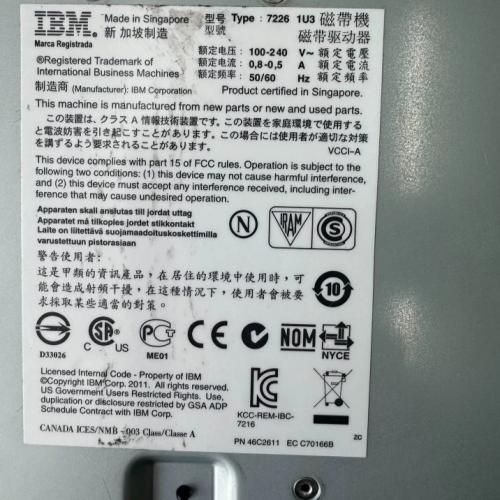 IBM®
Marca Registrada
Made in Singapore
新加坡制造
型号 Type : 7226 1U3 磁帶機
型號 磁带驱动器
额定电压: 100-240 V~ 額定電壓
额定电流: 0,8-0,5 A 額定電流
额定频率: 50/60 Hz 額定頻率
®Registered Trademark of
International Business Machines
制造商 (Manufacturer): IBM Corporation
Product certified in Singapore.
This machine is manufactured from new parts or new and used parts.
この装置は、クラス A 情報技術装置です。この装置を家庭環境で使用する
と電波妨害を引き起こすことがあります。この場合には使用者が適切な対策
を講ずるよう要求されることがあります。
VCCI-A
This device complies with part 15 of FCC rules. Operation is subject to the
following two conditions: (1) this device may not cause harmful interference,
and (2) this device must accept any interference received, including inter-
ference that may cause undesired operation.
Apparaten skall anslutas till jordat uttag
Apparatet må tilkoples jordet stikkontakt
Laite on liitettävä suojamaadoituskoskettimilla
varustettuun pistorasiaan
N
IRAM
S
警告使用者:
這是甲類的資訊產品，在居住的環境中使用時，可
能會造成射頻干擾，在這種情況下，使用者會被要
求採取某些適當的對策。
10
D33026
C SA US
PCT
ME01
CE
NOM
NYCE
Licensed Internal Code - Property of IBM
©Copyright IBM Corp. 2011. All rights reserved.
US Government Users Restricted Rights. Use,
duplication or disclosure restricted by GSA ADP
Schedule Contract with IBM Corp.
KCC-REM-IBC-
7216
CANADA ICES/NMB - 003 Class/Classe A
PN 46C2611 EC C70166B
ZC